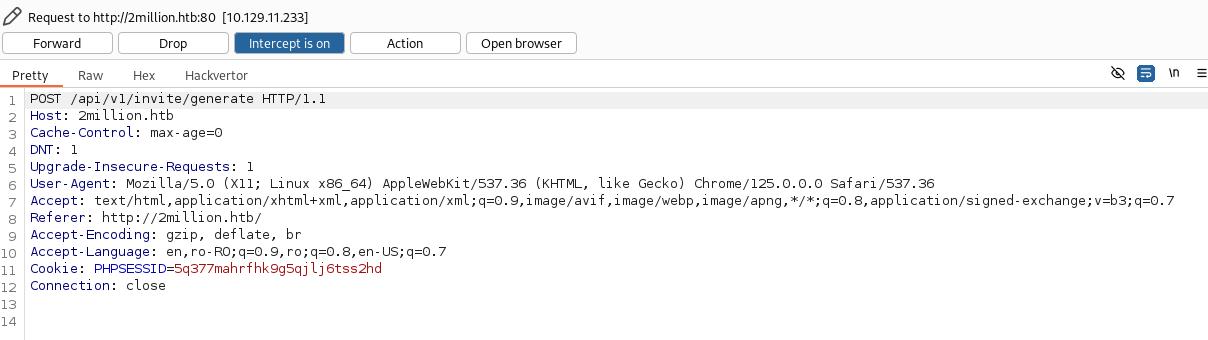 Request to http://2million.htb:80 [10.129.11.233]
Forward Drop Intercept is on Action Open browser
Pretty Raw Hex Hackvertor \n
1 POST /api/v1/invite/generate HTTP/1.1
2 Host: 2million.htb
3 Cache-Control: max-age=0
4 DNT: 1
5 Upgrade-Insecure-Requests: 1
6 User-Agent: Mozilla/5.0 (X11; Linux x86_64) AppleWebKit/537.36 (KHTML, like Gecko) Chrome/125.0.0.0 Safari/537.36
7 Accept: text/html,application/xhtml+xml,application/xml;q=0.9,image/avif,image/webp,image/apng,*/*;q=0.8,application/signed-exchange;v=b3;q=0.7
8 Referer: http://2million.htb/
9 Accept-Encoding: gzip, deflate, br
10 Accept-Language: en,ro-RO;q=0.9,ro;q=0.8,en-US;q=0.7
11 Cookie: PHPSESSID=5q377mahrfhk9g5qjlj6tss2hd
12 Connection: close
13
14